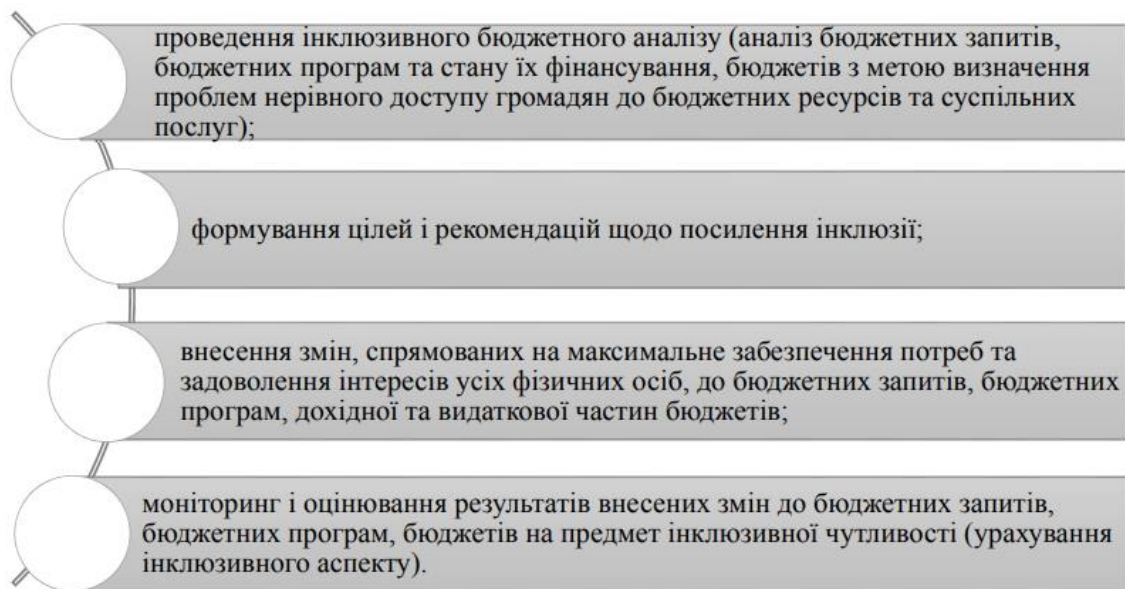 проведення інклюзивного бюджетного аналізу (аналіз бюджетних запитів,
бюджетних програм та стану їх фінансування, бюджетів з метою визначення
проблем нерівного доступу громадян до бюджетних ресурсів та суспільних
послуг);
формування цілей і рекомендацій щодо посилення інклюзії;
внесення змін, спрямованих на максимальне забезпечення потреб та
задоволення інтересів усіх фізичних осіб, до бюджетних запитів, бюджетних
програм, дохідної та видаткової частин бюджетів;
моніторинг і оцінювання результатів внесених змін до бюджетних запитів,
бюджетних програм, бюджетів на предмет інклюзивної чутливості (урахування
інклюзивного аспекту).